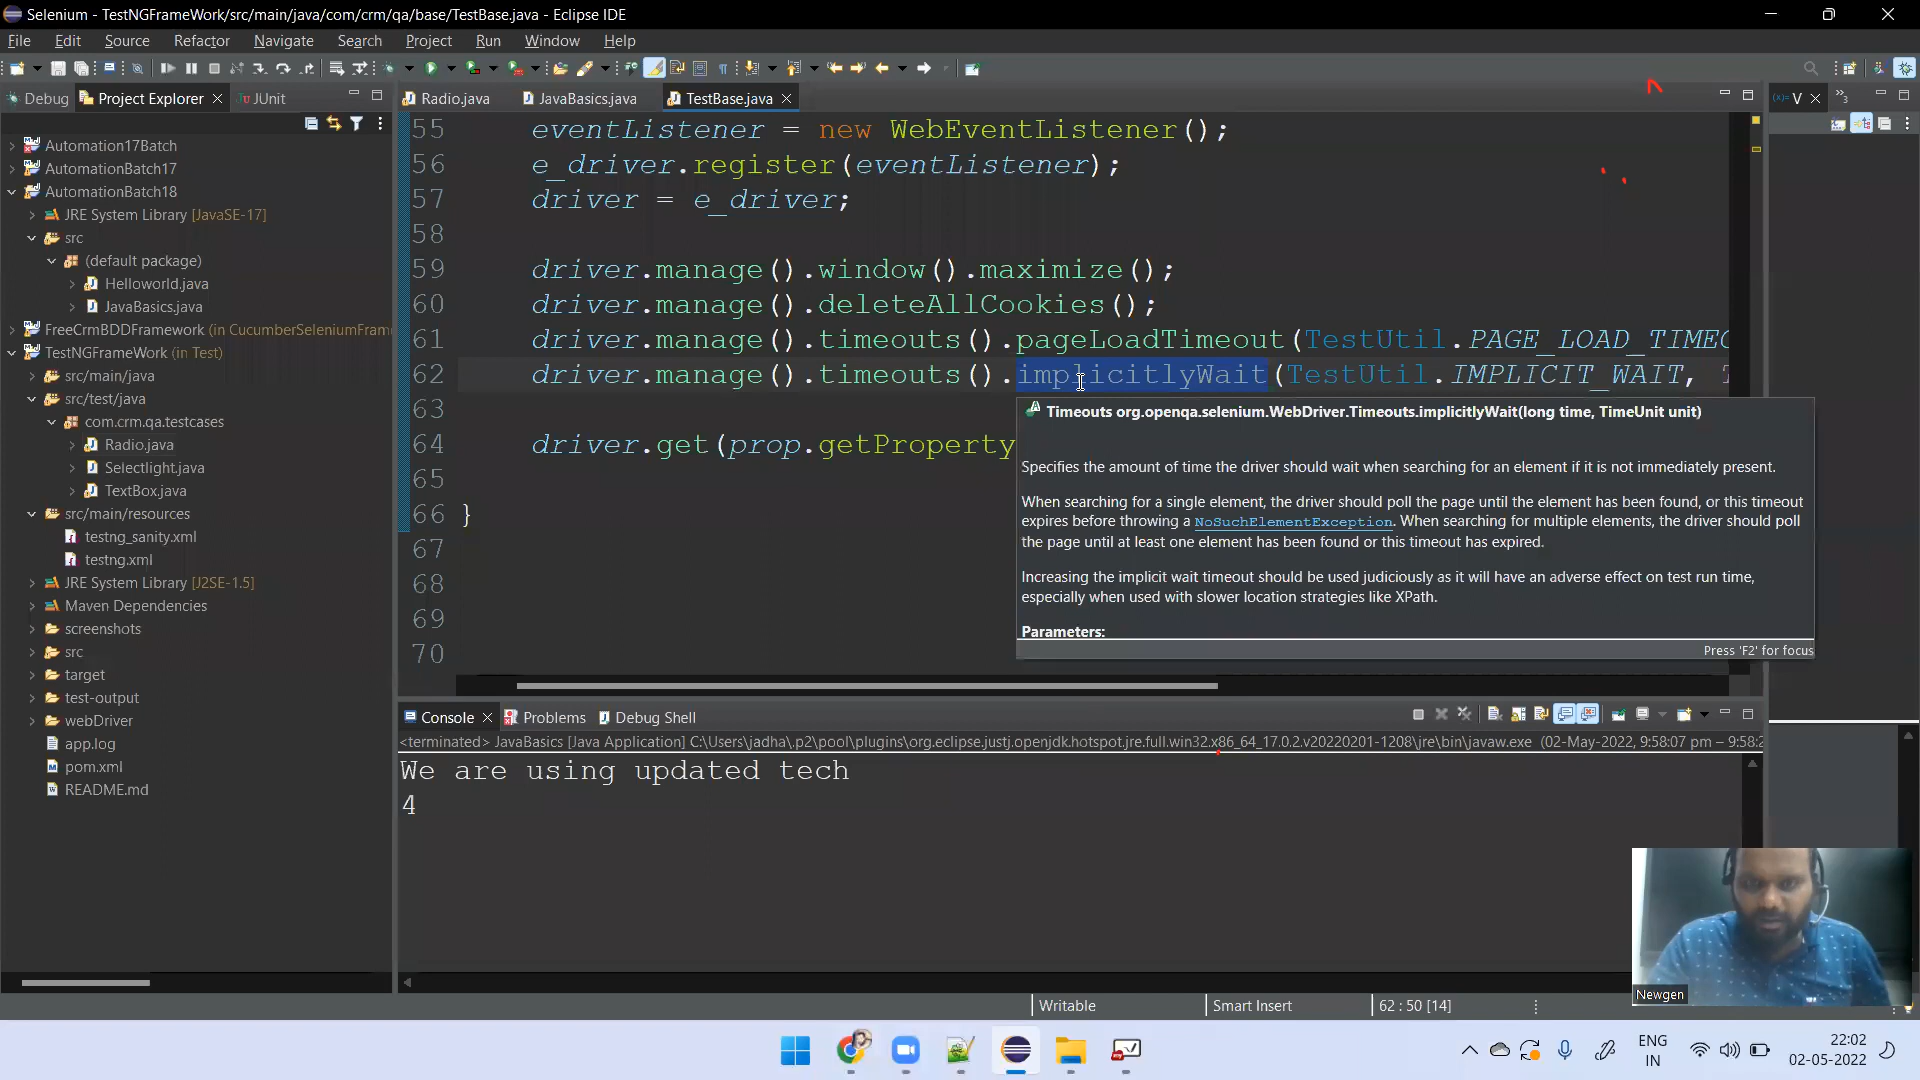 Selenium - TestNGFrameWork/src/main/java/com/crm/qa/base/TestBase.java - Eclipse IDE
File Edit Source Refactor Navigate Search Project Run Window Help
Debug Project Explorer JUnit
Radio.java JavaBasics.java TestBase.java
(x)= V
Automation17Batch
AutomationBatch17
AutomationBatch18
JRE System Library [JavaSE-17]
src
(default package)
Helloworld.java
JavaBasics.java
FreeCrmBDDFramework (in CucumberSeleniumFram
TestNGFrameWork (in Test)
src/main/java
src/test/java
com.crm.qa.testcases
Radio.java
Selectlight.java
TextBox.java
src/main/resources
testng_sanity.xml
testng.xml
JRE System Library [J2SE-1.5]
Maven Dependencies
screenshots
src
target
test-output
webDriver
app.log
pom.xml
README.md
55 eventListener = new WebEventListener();
56 e_driver.register(eventListener);
57 driver = e_driver;
58
59 driver.manage().window().maximize();
60 driver.manage().deleteAllCookies();
61 driver.manage().timeouts().pageLoadTimeout(TestUtil.PAGE_LOAD_TIMEO
62 driver.manage().timeouts().implicitlyWait(TestUtil.IMPLICIT_WAIT, T
63
64 driver.get(prop.getProperty
65
66 }
67
68
69
70
Timeouts org.openqa.selenium.WebDriver.Timeouts.implicitlyWait(long time, TimeUnit unit)
Specifies the amount of time the driver should wait when searching for an element if it is not immediately present.
When searching for a single element, the driver should poll the page until the element has been found, or this timeout
expires before throwing a NoSuchElementException. When searching for multiple elements, the driver should poll
the page until at least one element has been found or this timeout has expired.
Increasing the implicit wait timeout should be used judiciously as it will have an adverse effect on test run time,
especially when used with slower location strategies like XPath.
Parameters:
Press 'F2' for focus
Console Problems Debug Shell
<terminated> JavaBasics [Java Application] C:\Users\jadha\.p2\pool\plugins\org.eclipse.justj.openjdk.hotspot.jre.full.win32.x86_64_17.0.2.v20220201-1208\jre\bin\javaw.exe (02-May-2022, 9:58:07 pm – 9:58:2
We are using updated tech
4
Newgen
Writable Smart Insert 62 : 50 [14]
ENG
IN
22:02
02-05-2022